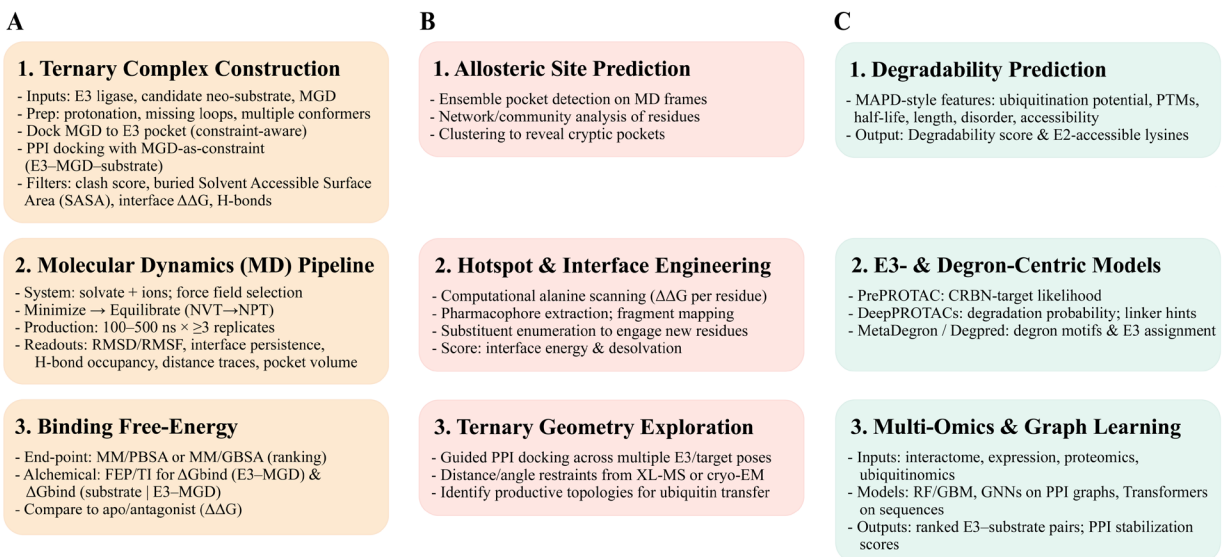 A
1. Ternary Complex Construction
- Inputs: E3 ligase, candidate neo-substrate, MGD
- Prep: protonation, missing loops, multiple conformers
- Dock MGD to E3 pocket (constraint-aware)
- PPI docking with MGD-as-constraint
(E3–MGD–substrate)
- Filters: clash score, buried Solvent Accessible Surface
Area (SASA), interface ΔΔG, H-bonds
2. Molecular Dynamics (MD) Pipeline
- System: solvate + ions; force field selection
- Minimize → Equilibrate (NVT→NPT)
- Production: 100–500 ns × ≥3 replicates
- Readouts: RMSD/RMSF, interface persistence,
H-bond occupancy, distance traces, pocket volume
3. Binding Free-Energy
- End-point: MM/PBSA or MM/GBSA (ranking)
- Alchemical: FEP/TI for ΔGbind (E3–MGD) &
ΔGbind (substrate | E3–MGD)
- Compare to apo/antagonist (ΔΔG)
B
1. Allosteric Site Prediction
- Ensemble pocket detection on MD frames
- Network/community analysis of residues
- Clustering to reveal cryptic pockets
2. Hotspot & Interface Engineering
- Computational alanine scanning (ΔΔG per residue)
- Pharmacophore extraction; fragment mapping
- Substituent enumeration to engage new residues
- Score: interface energy & desolvation
3. Ternary Geometry Exploration
- Guided PPI docking across multiple E3/target poses
- Distance/angle restraints from XL-MS or cryo-EM
- Identify productive topologies for ubiquitin transfer
C
1. Degradability Prediction
- MAPD-style features: ubiquitination potential, PTMs,
half-life, length, disorder, accessibility
- Output: Degradability score & E2-accessible lysines
2. E3- & Degron-Centric Models
- PrePROTAC: CRBN-target likelihood
- DeepPROTACs: degradation probability; linker hints
- MetaDegron / Degpred: degron motifs & E3 assignment
3. Multi-Omics & Graph Learning
- Inputs: interactome, expression, proteomics,
ubiquitinomics
- Models: RF/GBM, GNNs on PPI graphs, Transformers
on sequences
- Outputs: ranked E3–substrate pairs; PPI stabilization
scores